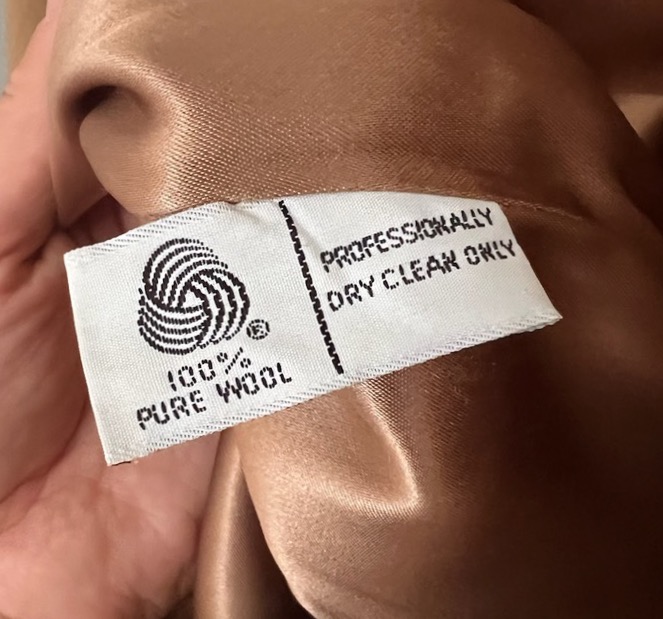 ®
100%
PURE WOOL
PROFESSIONALLY
DRY CLEAN ONLY